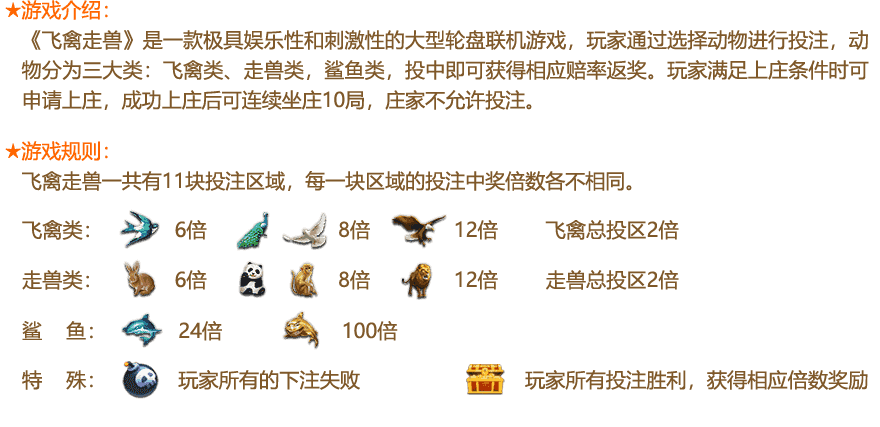 ★游戏介绍：
《飞禽走兽》是一款极具娱乐性和刺激性的大型轮盘联机游戏，玩家通过选择动物进行投注，动
物分为三大类：飞禽类、走兽类，鲨鱼类，投中即可获得相应赔率返奖。玩家满足上庄条件时可
申请上庄，成功上庄后可连续坐庄10局，庄家不允许投注。
★游戏规则：
飞禽走兽一共有11块投注区域，每一块区域的投注中奖倍数各不相同。
飞禽类： 6倍 8倍 12倍 飞禽总投区2倍
走兽类： 6倍 8倍 12倍 走兽总投区2倍
鲨 鱼： 24倍 100倍
特 殊： 玩家所有的下注失败 玩家所有投注胜利，获得相应倍数奖励